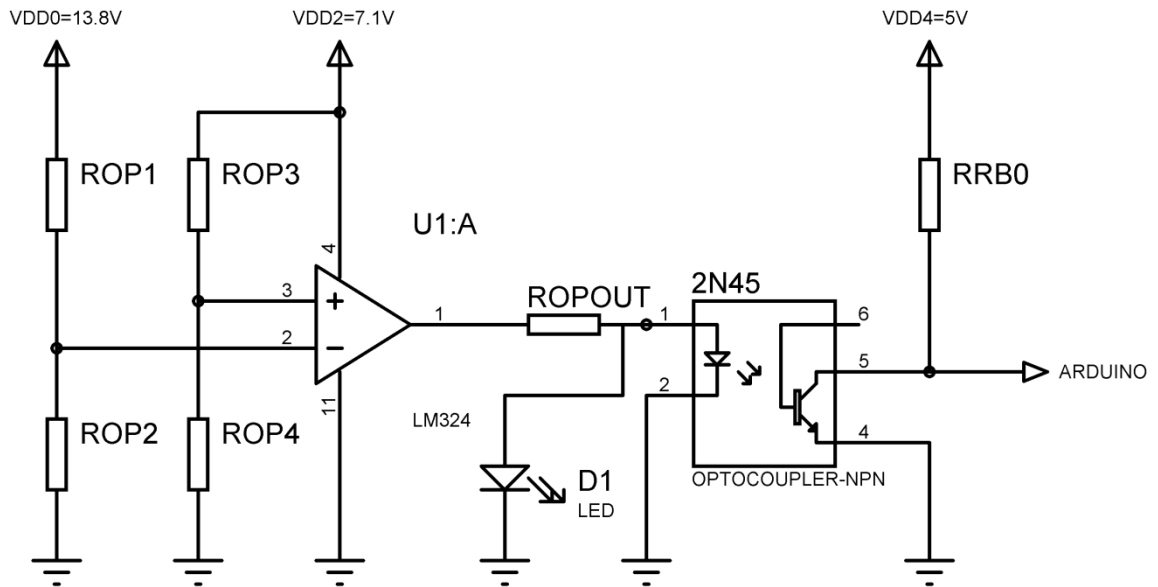 VDD0=13.8V
VDD2=7.1V
VDD4=5V
ROP1
ROP3
RRB0
U1:A
4
2N45
3
1
ROPOUT
1
6
2
5
ARDUINO
2
11
LM324
4
ROP2
ROP4
D1
LED
OPTOCOUPLER-NPN